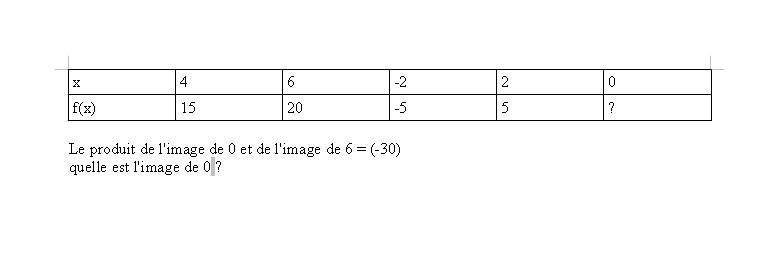 x 4 6 -2 2 0
f(x) 15 20 -5 5 ?
Le produit de l'image de 0 et de l'image de 6 = (-30)
quelle est l'image de 0 ?